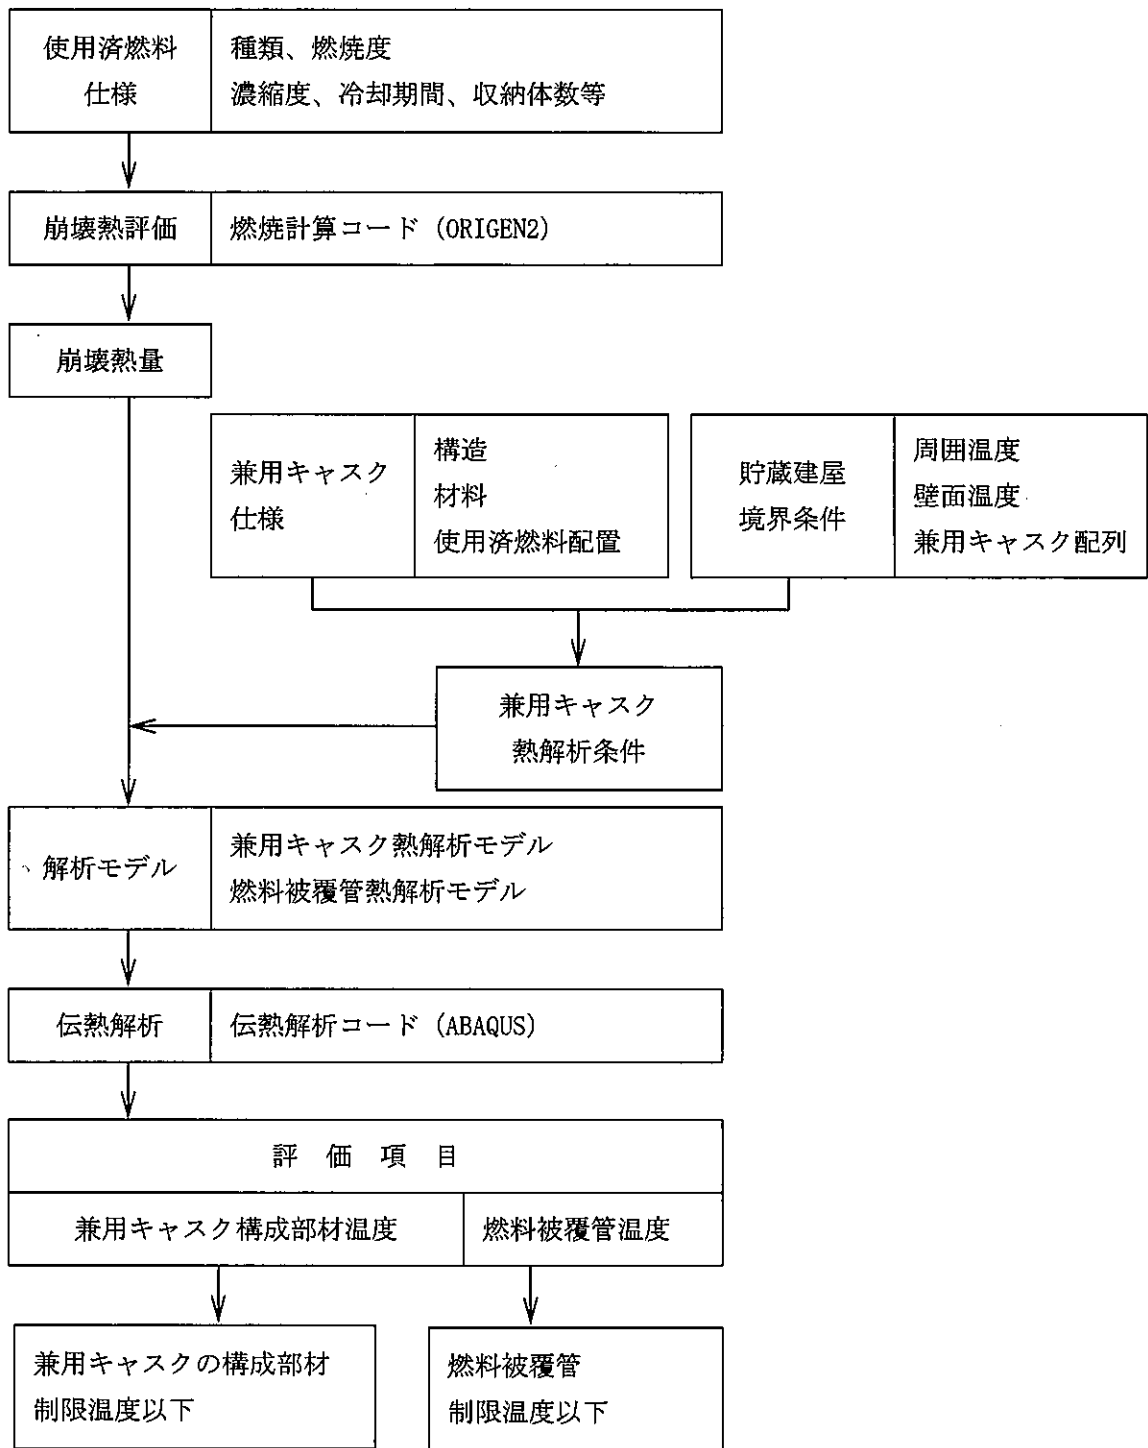 使用済燃料
仕様
種類、燃焼度
濃縮度、冷却期間、収納体数等
崩壊熱評価
燃焼計算コード (ORIGEN2)
崩壊熱量
兼用キャスク
仕様
構造
材料
使用済燃料配置
貯蔵建屋
境界条件
周囲温度
壁面温度
兼用キャスク配列
兼用キャスク
熱解析条件
解析モデル
兼用キャスク熱解析モデル
燃料被覆管熱解析モデル
伝熱解析
伝熱解析コード (ABAQUS)
評 価 項 目
兼用キャスク構成部材温度
燃料被覆管温度
兼用キャスクの構成部材
制限温度以下
燃料被覆管
制限温度以下